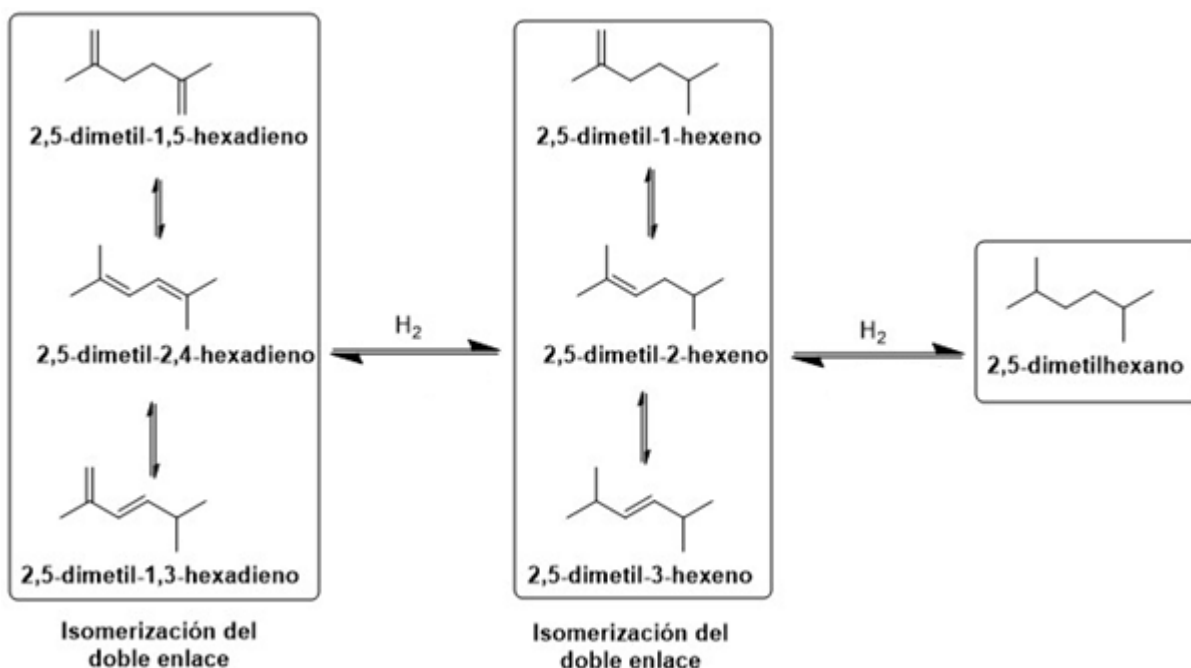 2,5-dimetil-1,5-hexadieno
2,5-dimetil-2,4-hexadieno
2,5-dimetil-1,3-hexadieno
Isomerización del
doble enlace
H2
2,5-dimetil-1-hexeno
2,5-dimetil-2-hexeno
2,5-dimetil-3-hexeno
Isomerización del
doble enlace
H2
2,5-dimetilhexano